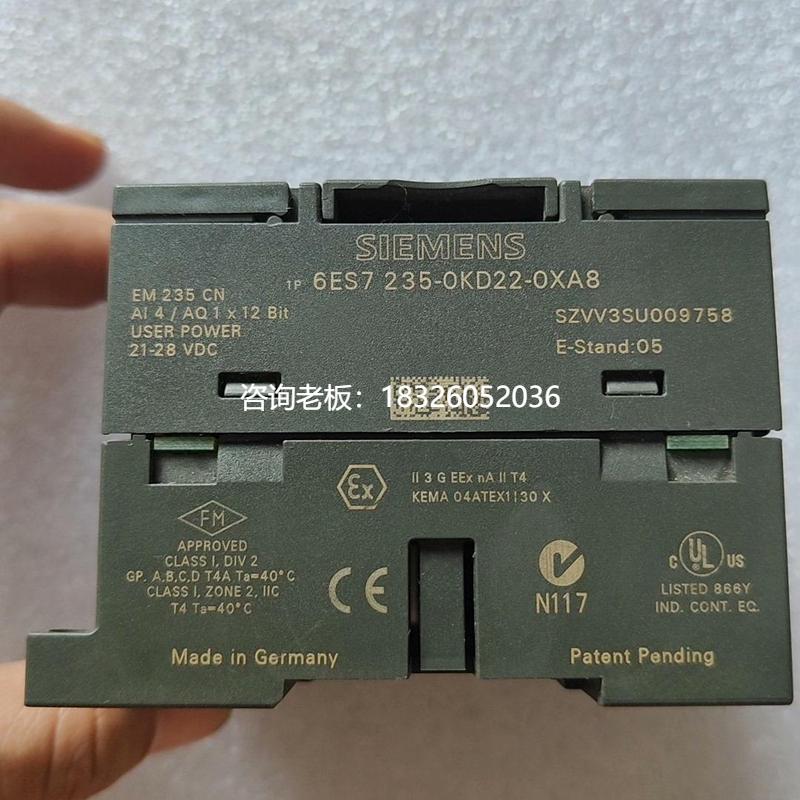 SIEMENS
1P 6ES7 235-0KD22-0XA8
EM 235 CN
AI 4 / AQ 1 x 12 Bit
USER POWER
21-28 VDC
SZVV3SU009758
E-Stand:05
咨询老板：18326052036
Ex
II 3 G EEx nA II T4
KEMA 04ATEX1130 X
FM
APPROVED
CLASS I, DIV 2
GP. A,B,C,D T4A Ta=40°C
CLASS I, ZONE 2, IIC
T4 Ta=40°C
CE
N117
C UL US
LISTED 866Y
IND. CONT. EQ.
Made in Germany
Patent Pending